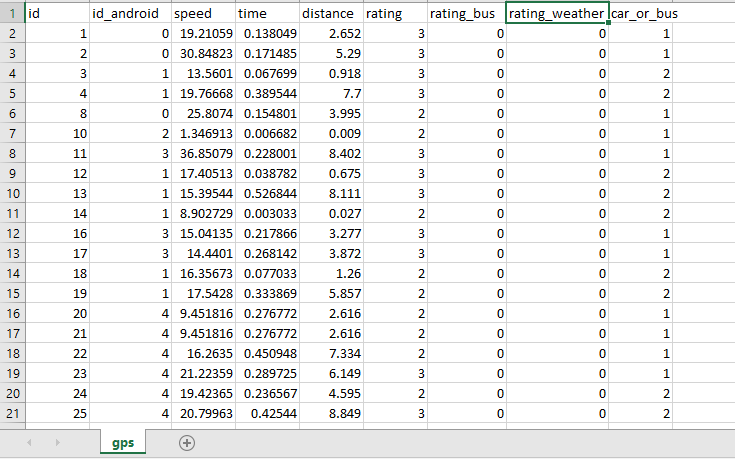 1 id id_android speed time distance rating rating_bus rating_weather car_or_bus
2 1 0 19.21059 0.138049 2.652 3 0 0 1
3 2 0 30.84823 0.171485 5.29 3 0 0 1
4 3 1 13.5601 0.067699 0.918 3 0 0 2
5 4 1 19.76668 0.389544 7.7 3 0 0 2
6 8 0 25.8074 0.154801 3.995 2 0 0 1
7 10 2 1.346913 0.006682 0.009 2 0 0 1
8 11 3 36.85079 0.228001 8.402 3 0 0 1
9 12 1 17.40513 0.038782 0.675 3 0 0 2
10 13 1 15.39544 0.526844 8.111 3 0 0 2
11 14 1 8.902729 0.003033 0.027 2 0 0 2
12 16 3 15.04135 0.217866 3.277 3 0 0 1
13 17 3 14.4401 0.268142 3.872 3 0 0 1
14 18 1 16.35673 0.077033 1.26 2 0 0 2
15 19 1 17.5428 0.333869 5.857 2 0 0 2
16 20 4 9.451816 0.276772 2.616 2 0 0 1
17 21 4 9.451816 0.276772 2.616 2 0 0 1
18 22 4 16.2635 0.450948 7.334 2 0 0 1
19 23 4 21.22359 0.289725 6.149 3 0 0 1
20 24 4 19.42365 0.236567 4.595 2 0 0 2
21 25 4 20.79963 0.42544 8.849 3 0 0 2
gps